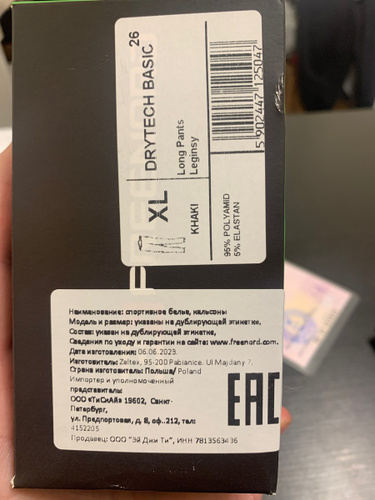 26
DRYTECH BASIC
Long Pants
Leginsy
XL
KHAKI
95% POLYAMID
5% ELASTAN
5 902447 125047
Наименование: спортивное белье, кальсоны
Модель и размер: указаны на дублирующей этикетке.
Состав: указан на дублирующей этикетке,
Сведения по уходу и гарантии на сайте: www.freenord.com.
Дата изготовления: 06.06.2023.
Изготовитель: Zeltex, 95-200 Pabianice. Ul Majdany 7,
Страна изготовитель: Польша/ Poland
Импортер и уполномоченный
представитель:
ООО «ТиСиАй» 19602, Санкт-
Петербург,
ул. Предпортовая, д. 8, оф..212, тел:
4152205
Продавец: ООО "Эй Джи Ти", ИНН 7813563436
EAC